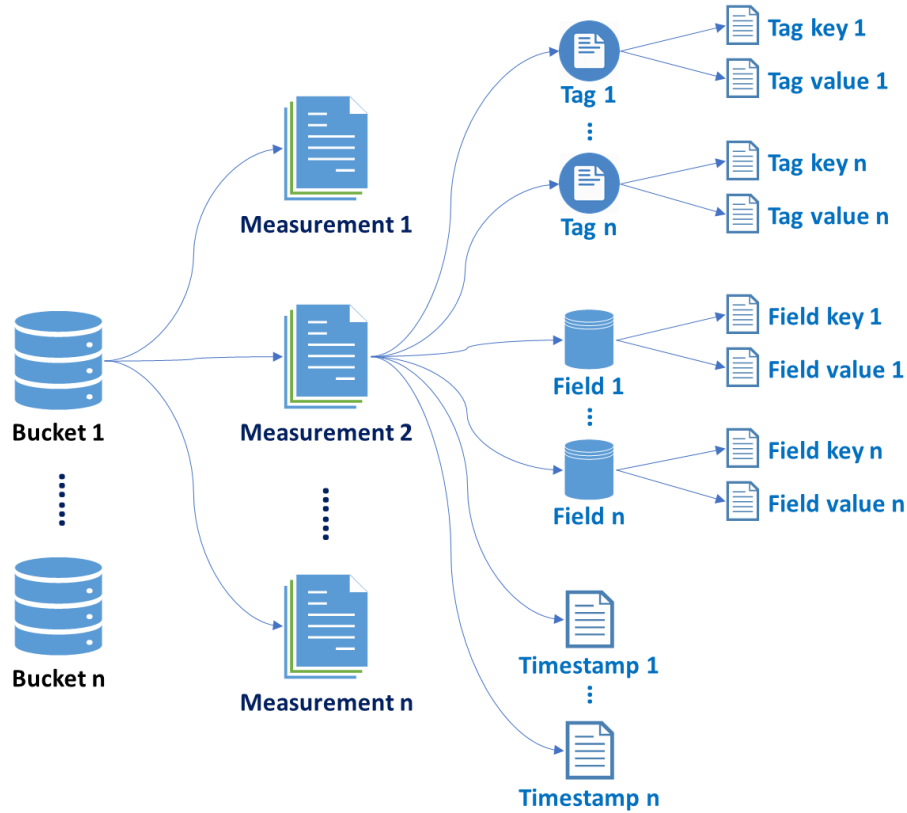 Bucket 1
Bucket n
Measurement 1
Measurement 2
Measurement n
Tag 1
Tag key 1
Tag value 1
Tag n
Tag key n
Tag value n
Field 1
Field key 1
Field value 1
Field n
Field key n
Field value n
Timestamp 1
Timestamp n